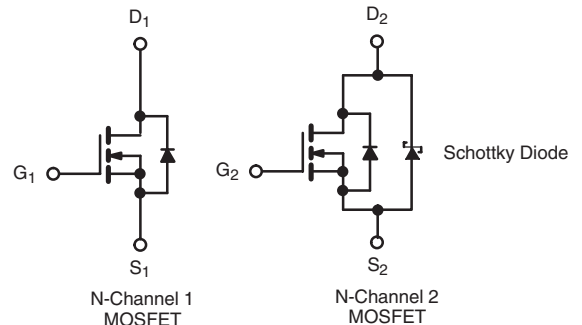 D1
D2
G1
G2
Schottky Diode
S1
S2
N-Channel 1
MOSFET
N-Channel 2
MOSFET